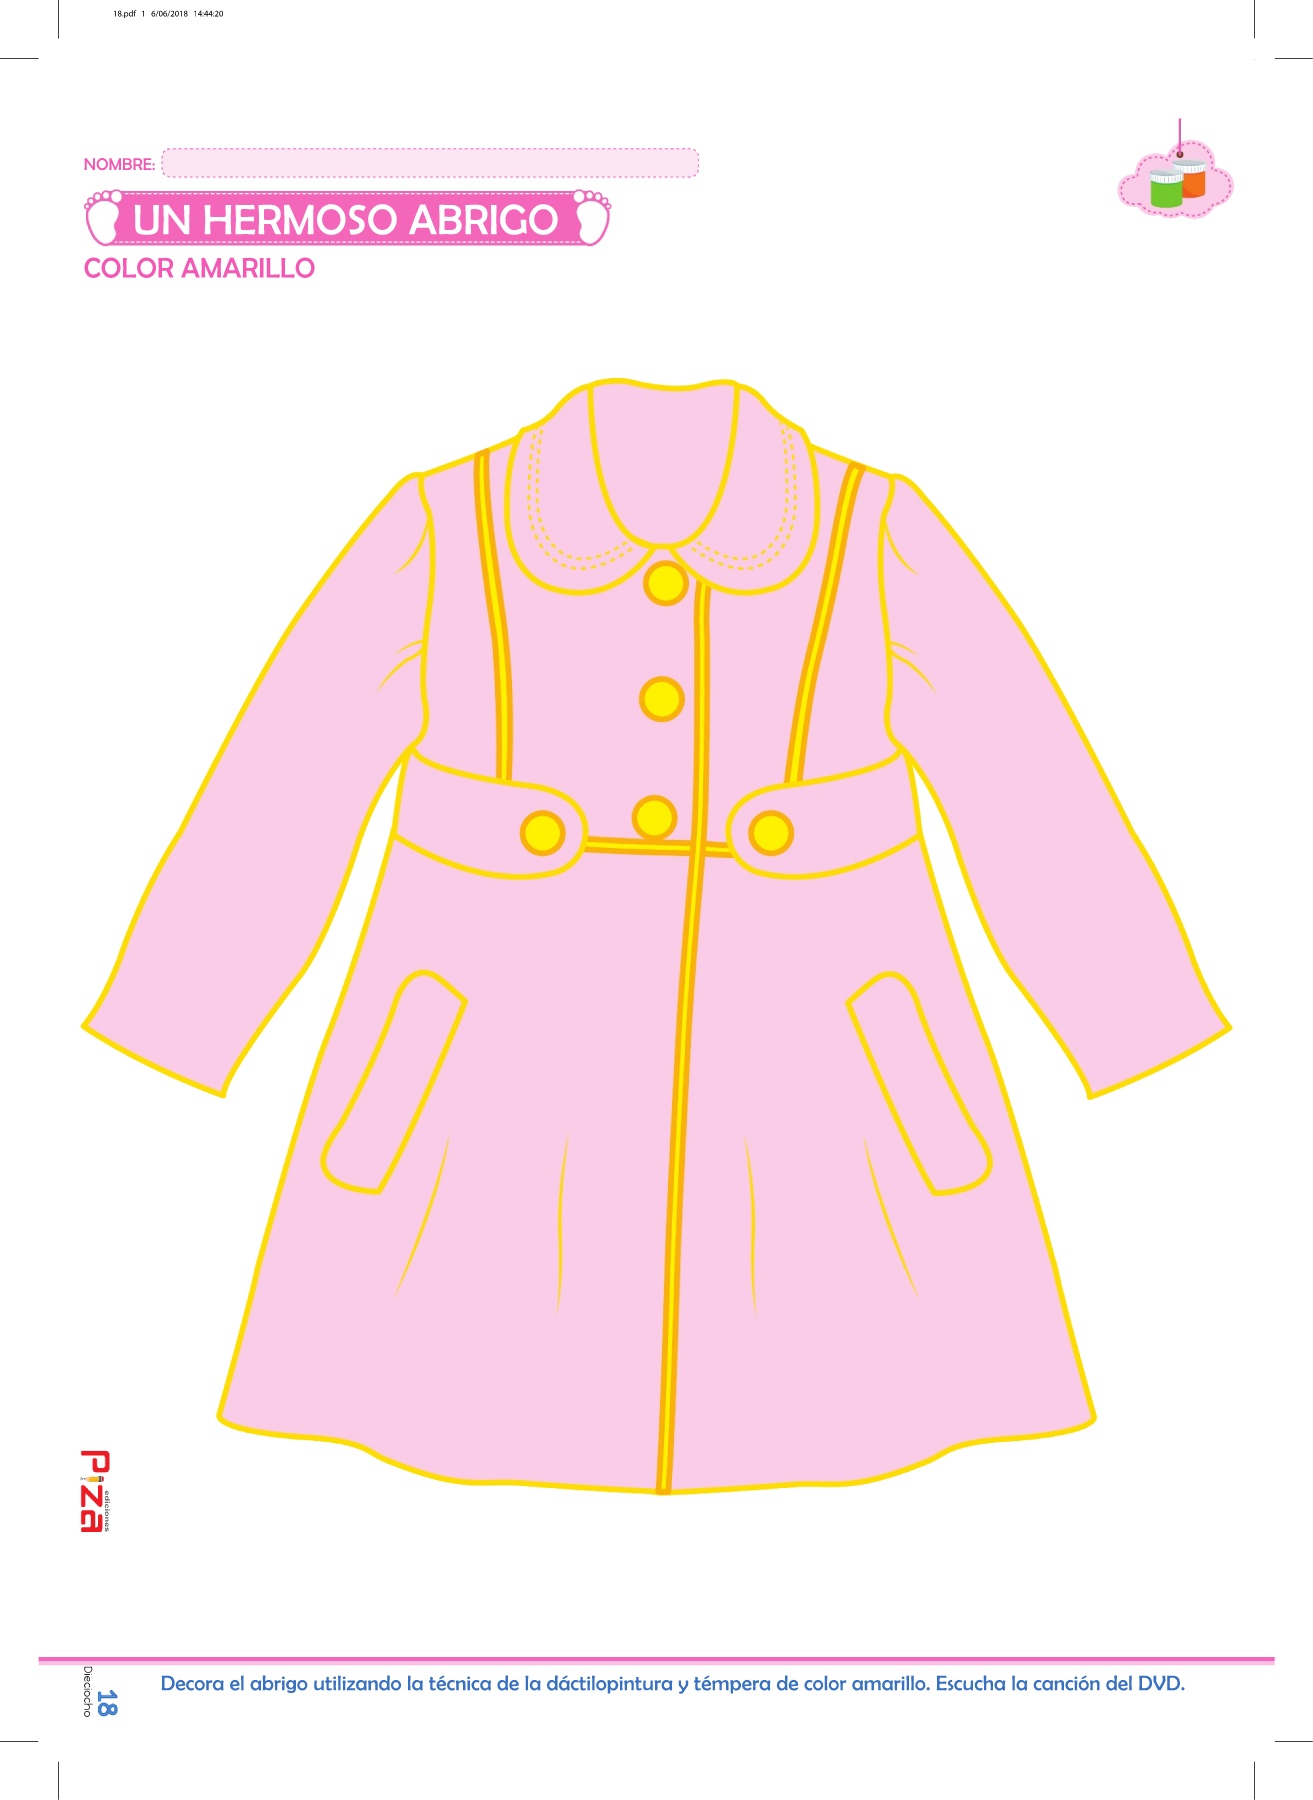 18.pdf 1 6/06/2018 14:44:20
NOMBRE:
UN HERMOSO ABRIGO
COLOR AMARILLO
PIZA
ediciones
Dieciocho
18
Decora el abrigo utilizando la técnica de la dáctilopintura y témpera de color amarillo. Escucha la canción del DVD.